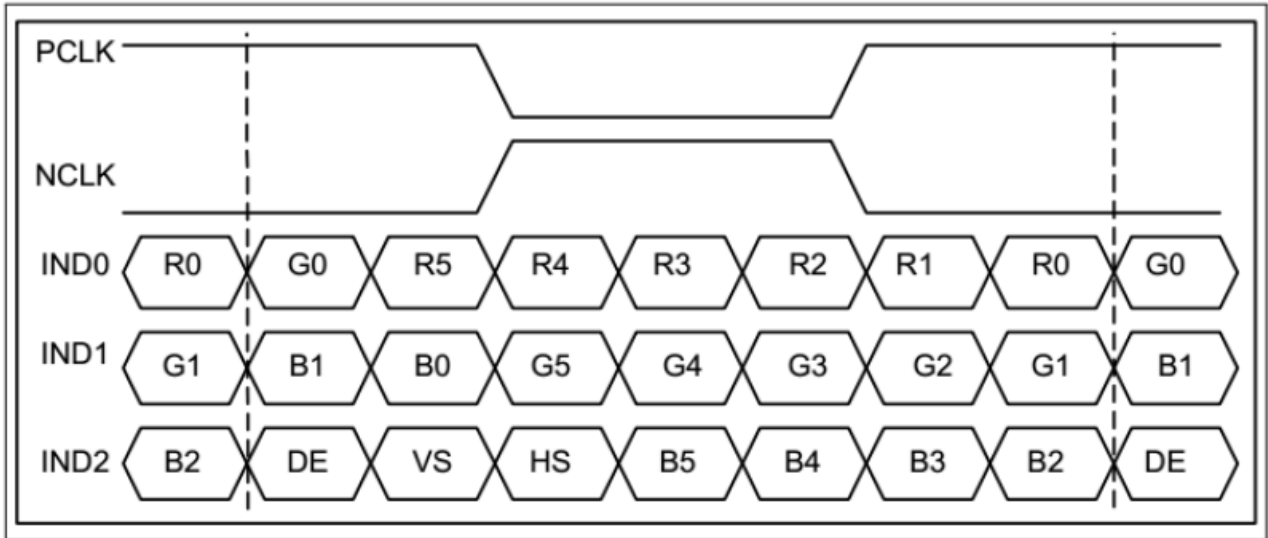 PCLK
NCLK
IND0 R0 G0 R5 R4 R3 R2 R1 R0 G0
IND1 G1 B1 B0 G5 G4 G3 G2 G1 B1
IND2 B2 DE VS HS B5 B4 B3 B2 DE